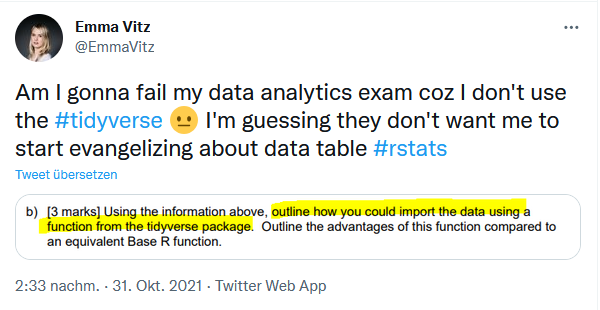 Emma Vitz
@EmmaVitz
Am I gonna fail my data analytics exam coz I don't use
the #tidyverse 😐 I'm guessing they don't want me to
start evangelizing about data table #rstats
Tweet übersetzen
b) [3 marks] Using the information above, outline how you could import the data using a
function from the tidyverse package. Outline the advantages of this function compared to
an equivalent Base R function.
2:33 nachm. · 31. Okt. 2021 · Twitter Web App